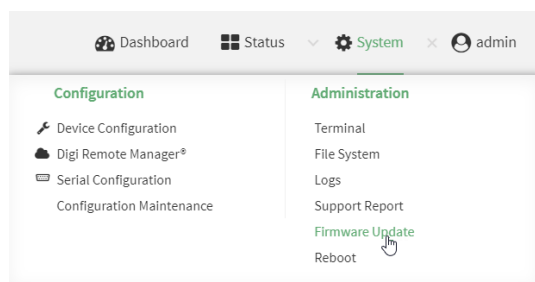 Dashboard Status System admin
Configuration
Device Configuration
Digi Remote Manager®
Serial Configuration
Configuration Maintenance
Administration
Terminal
File System
Logs
Support Report
Firmware Update
Reboot